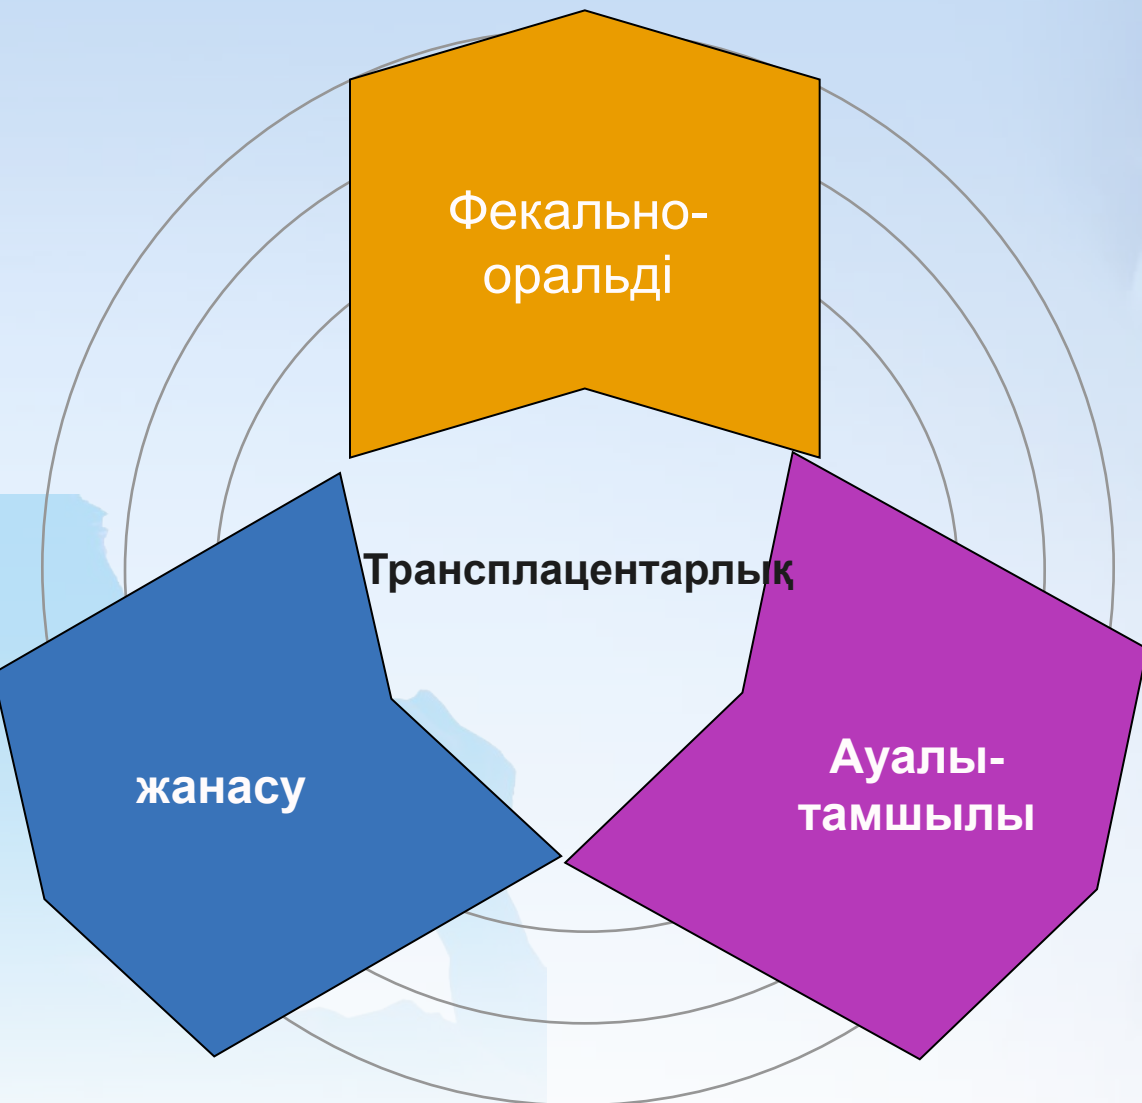 Фекально-
оральді
Трансплацентарлық
жанасу
Ауалы-
тамшылы